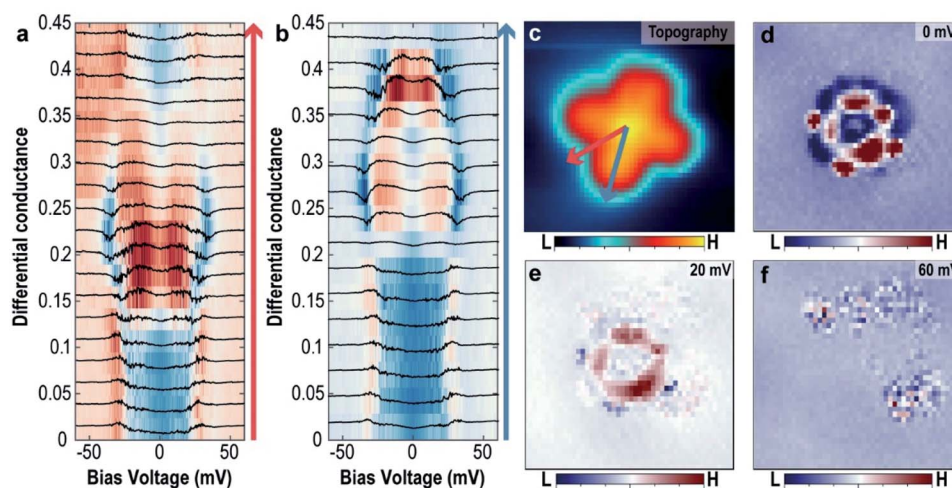 a
Differential conductance
0.45
0.4
0.35
0.3
0.25
0.2
0.15
0.1
0.05
0
-50
0
50
Bias Voltage (mV)
b
Differential conductance
0.45
0.4
0.35
0.3
0.25
0.2
0.15
0.1
0.05
0
-50
0
50
Bias Voltage (mV)
c
Topography
L
H
d
0 mV
L
H
e
20 mV
L
H
f
60 mV
L
H